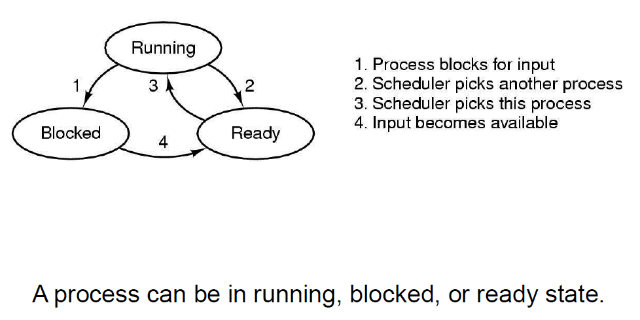 Running
1
3
2
Blocked
4
Ready
1. Process blocks for input
2. Scheduler picks another process
3. Scheduler picks this process
4. Input becomes available
A process can be in running, blocked, or ready state.